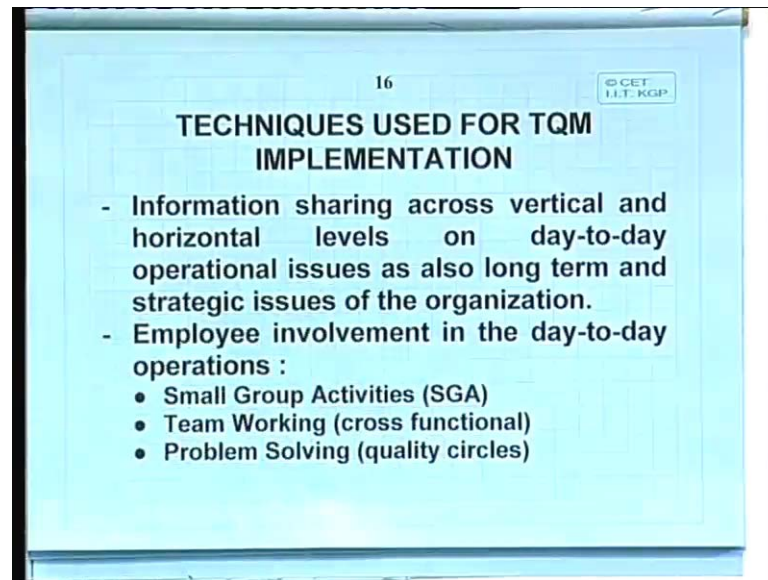 16
© CET
I.I.T. KGP
TECHNIQUES USED FOR TQM
IMPLEMENTATION
- Information sharing across vertical and
horizontal levels on day-to-day
operational issues as also long term and
strategic issues of the organization.
- Employee involvement in the day-to-day
operations :
• Small Group Activities (SGA)
• Team Working (cross functional)
• Problem Solving (quality circles)